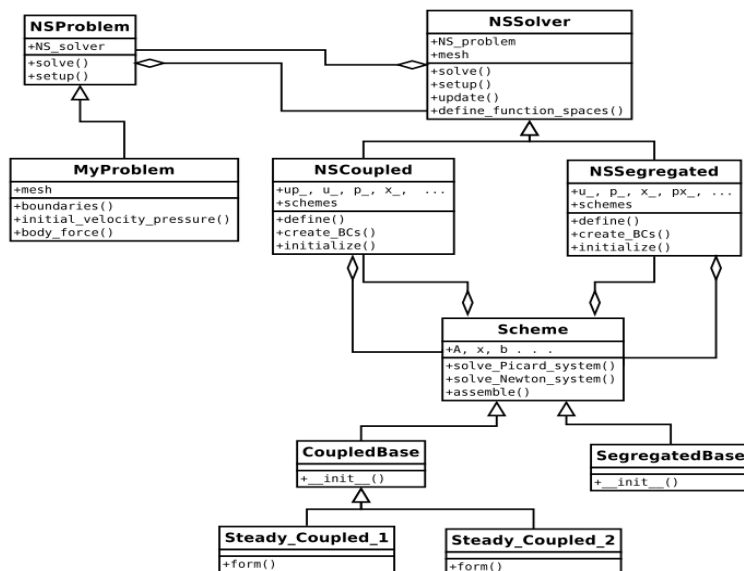 NSProblem
+NS_solver
+solve()
+setup()
NSSolver
+NS_problem
+mesh
+solve()
+setup()
+update()
+define_function_spaces()
MyProblem
+mesh
+boundaries()
+initial_velocity_pressure()
+body_force()
NSCoupled
+up_, u_, p_, x_, ...
+schemes
+define()
+create_BCs()
+initialize()
NSSegregated
+u_, p_, x_, px_, ...
+schemes
+define()
+create_BCs()
+initialize()
Scheme
+A, x, b . . .
+solve_Picard_system()
+solve_Newton_system()
+assemble()
CoupledBase
+__init__()
SegregatedBase
+__init__()
Steady_Coupled_1
+form()
Steady_Coupled_2
+form()